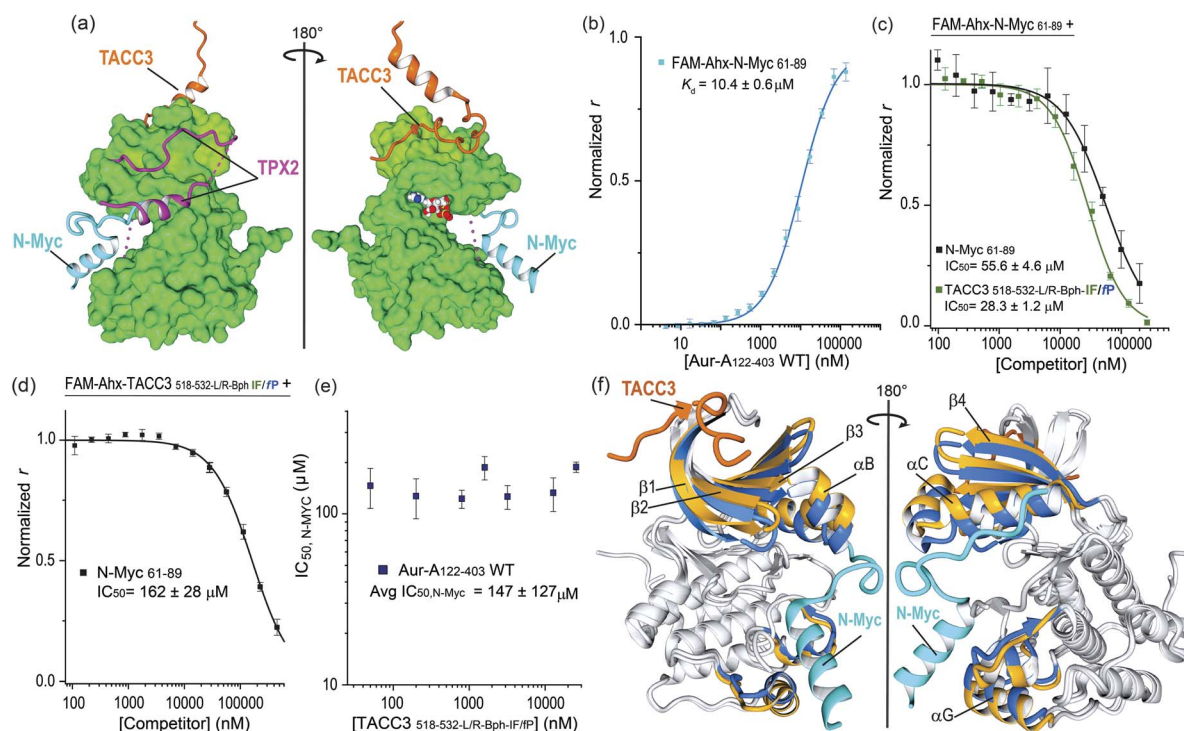 (a)
180°
TACC3
TACC3
TPX2
N-Myc
N-Myc
(b)
FAM-Ahx-N-Myc 61-89
Kd = 10.4 ± 0.6 μM
Normalized r
1.0
0.5
0.0
10
1000
100000
[Aur-A122-403 WT] (nM)
(c)
FAM-Ahx-N-Myc 61-89 +
Normalized r
1.0
0.5
0.0
N-Myc 61-89
IC50= 55.6 ± 4.6 μM
TACC3 518-532-L/R-Bph-IF/fP
IC50= 28.3 ± 1.2 μM
100
1000
10000
100000
[Competitor] (nM)
(d)
FAM-Ahx-TACC3 518-532-L/R-Bph IF/fP +
Normalized r
1.0
0.5
0.0
N-Myc 61-89
IC50= 162 ± 28 μM
100
1000
10000
100000
[Competitor] (nM)
(e)
IC50, N-MYC (μM)
100
10
Aur-A122-403 WT
Avg IC50,N-Myc = 147 ± 127μM
100
1000
10000
[TACC3 518-532-L/R-Bph-IF/fP] (nM)
(f)
180°
TACC3
β4
β3
αB
αC
β1
β2
N-Myc
N-Myc
αG